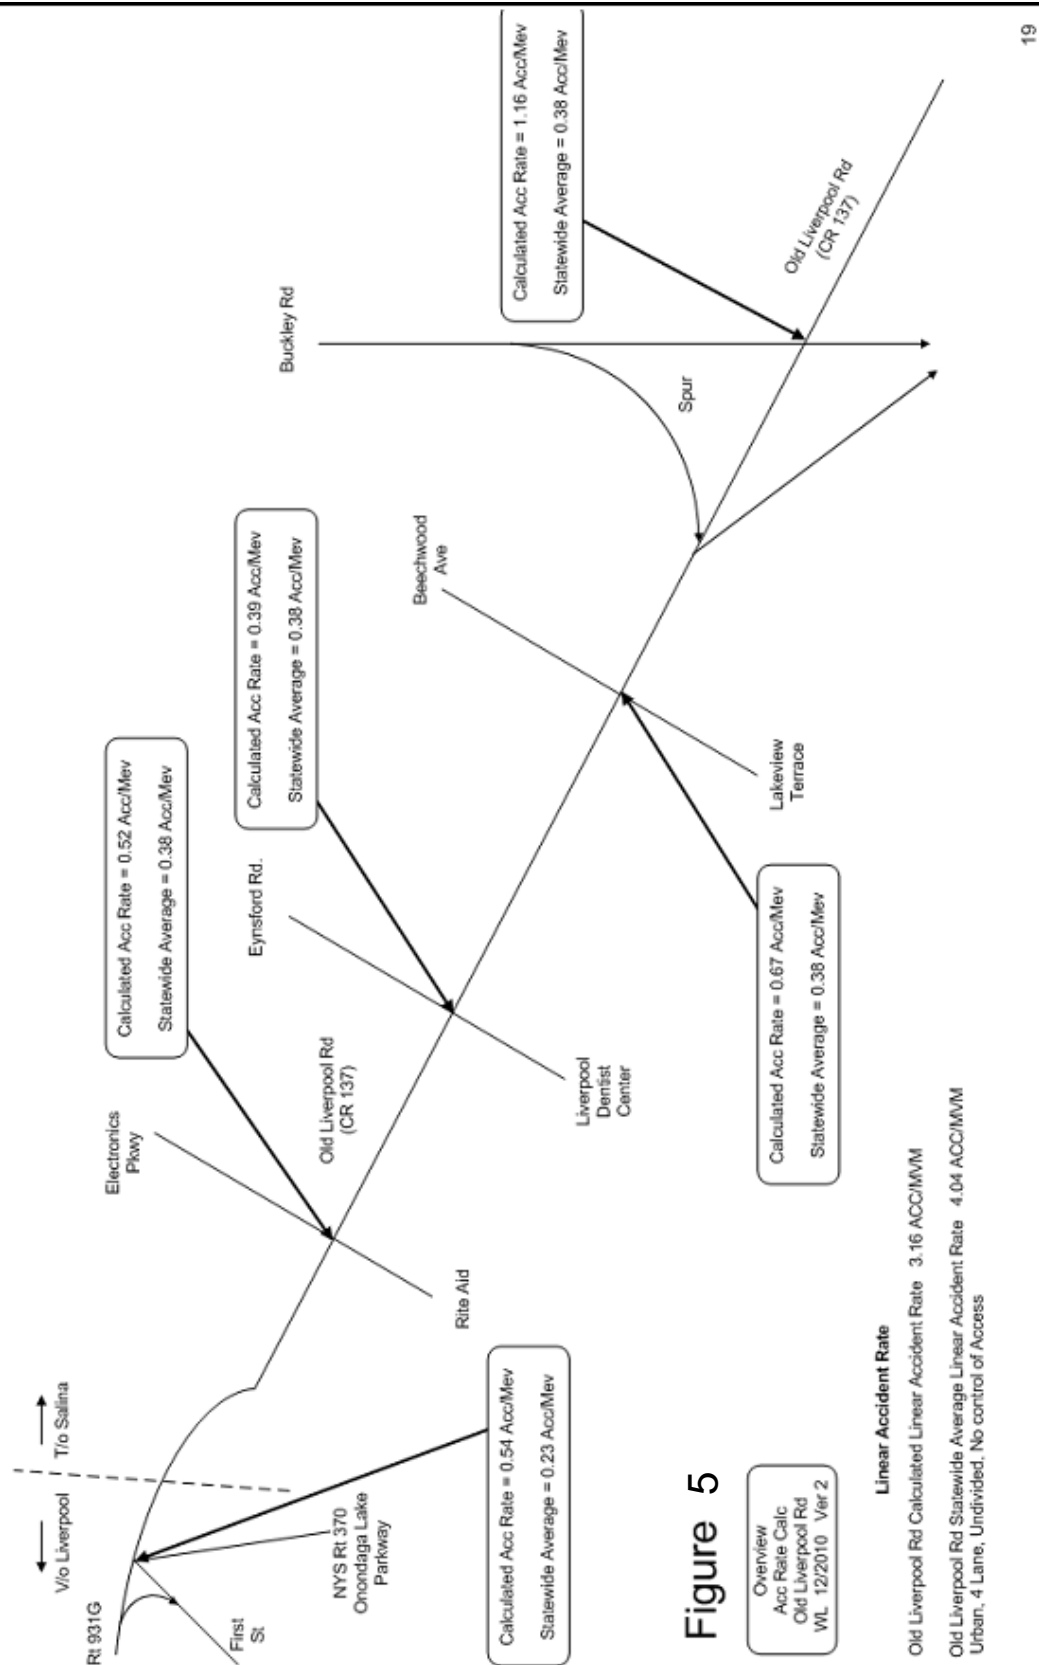 Rt 931G
V/o Liverpool
T/o Salina
First
St
NYS Rt 370
Onondaga Lake
Parkway
Calculated Acc Rate = 0.54 Acc/Mev
Statewide Average = 0.23 Acc/Mev
Electronics
Pkwy
Rite Aid
Calculated Acc Rate = 0.52 Acc/Mev
Statewide Average = 0.38 Acc/Mev
Old Liverpool Rd
(CR 137)
Eynsford Rd.
Liverpool
Dentist
Center
Calculated Acc Rate = 0.39 Acc/Mev
Statewide Average = 0.38 Acc/Mev
Beechwood
Ave
Lakeview
Terrace
Calculated Acc Rate = 0.67 Acc/Mev
Statewide Average = 0.38 Acc/Mev
Buckley Rd
Spur
Calculated Acc Rate = 1.16 Acc/Mev
Statewide Average = 0.38 Acc/Mev
Old Liverpool Rd
(CR 137)
Figure 5
Overview
Acc Rate Calc
Old Liverpool Rd
WL 12/2010 Ver 2
Linear Accident Rate
Old Liverpool Rd Calculated Linear Accident Rate 3.16 ACC/MVM
Old Liverpool Rd Statewide Average Linear Accident Rate 4.04 ACC/MVM
Urban, 4 Lane, Undivided, No control of Access
19